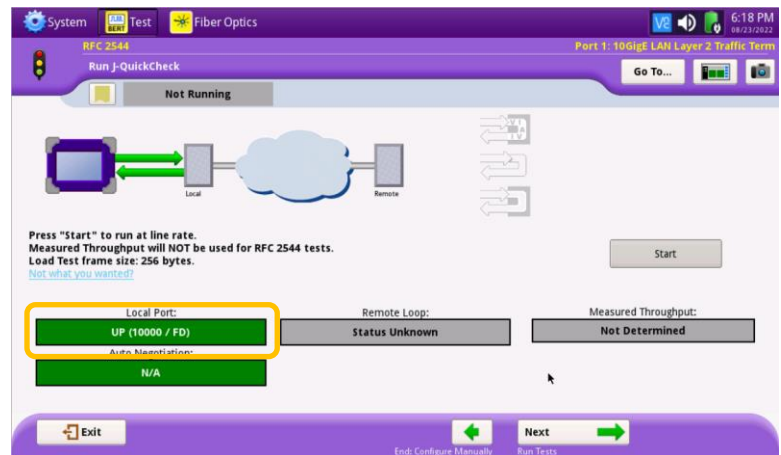 System Test Fiber Optics
V2 6:18 PM
08/23/2022
RFC 2544
Port 1: 10GigE LAN Layer 2 Traffic Term
Run J-QuickCheck
Go To...
Not Running
Local
Remote
Press "Start" to run at line rate.
Measured Throughput will NOT be used for RFC 2544 tests.
Load Test frame size: 256 bytes.
Not what you wanted?
Start
Local Port:
UP (10000 / FD)
Remote Loop:
Status Unknown
Measured Throughput:
Not Determined
Auto Negotiation:
N/A
Exit
Next
End: Configure Manually
Run Tests